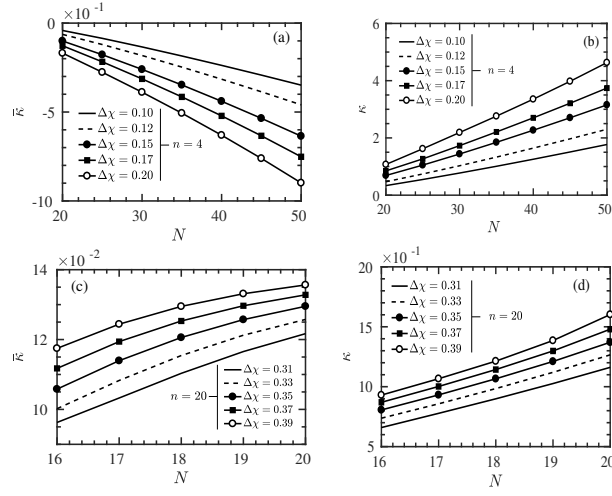 ×10⁻¹
0
-5
-10
20
30
40
50
N
κ̄
(a)
Δχ = 0.10
Δχ = 0.12
Δχ = 0.15
Δχ = 0.17
Δχ = 0.20
n = 4
6
4
2
0
20
30
40
50
N
κ
(b)
Δχ = 0.10
Δχ = 0.12
Δχ = 0.15
Δχ = 0.17
Δχ = 0.20
n = 4
×10⁻²
14
12
10
16
17
18
19
20
N
κ̄
(c)
Δχ = 0.31
Δχ = 0.33
Δχ = 0.35
Δχ = 0.37
Δχ = 0.39
n = 20
×10⁻¹
20
15
10
5
16
17
18
19
20
N
κ
(d)
Δχ = 0.31
Δχ = 0.33
Δχ = 0.35
Δχ = 0.37
Δχ = 0.39
n = 20